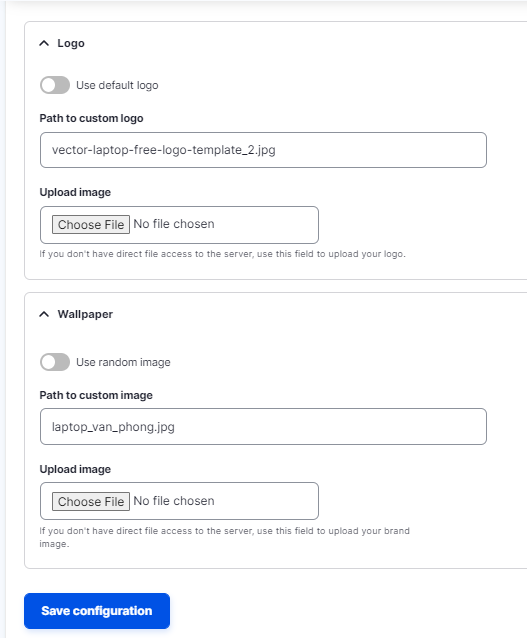 Logo
Use default logo
Path to custom logo
vector-laptop-free-logo-template_2.jpg
Upload image
Choose File No file chosen
If you don't have direct file access to the server, use this field to upload your logo.
Wallpaper
Use random image
Path to custom image
laptop_van_phong.jpg
Upload image
Choose File No file chosen
If you don't have direct file access to the server, use this field to upload your brand
image.
Save configuration